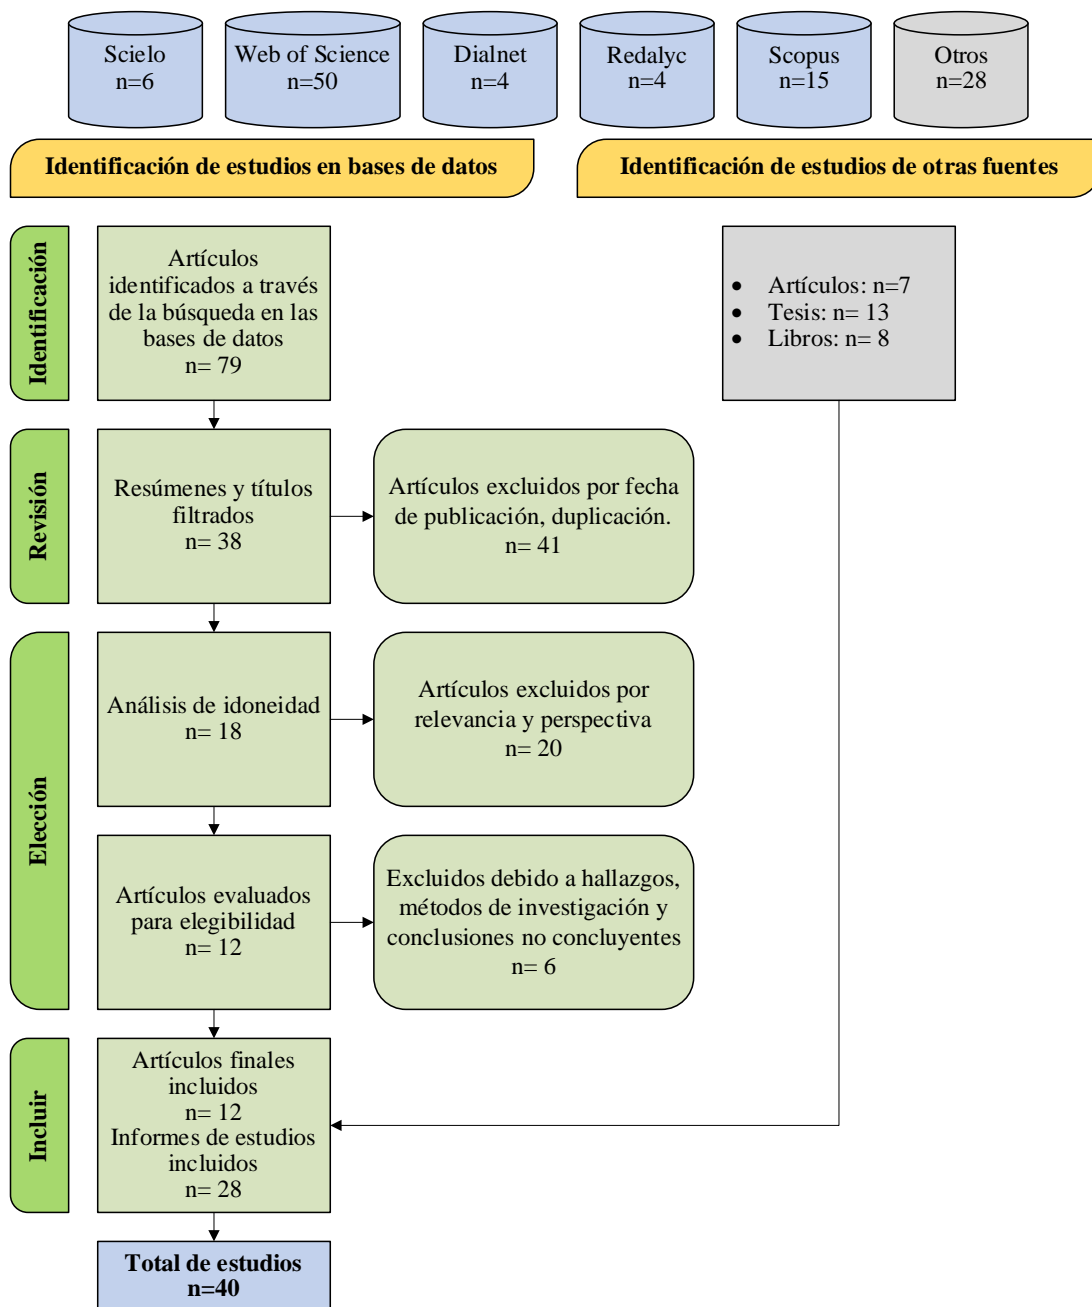 Scielo
n=6
Web of Science
n=50
Dialnet
n=4
Redalyc
n=4
Scopus
n=15
Otros
n=28
Identificación de estudios en bases de datos
Identificación de estudios de otras fuentes
Identificación
Artículos
identificados a través
de la búsqueda en las
bases de datos
n= 79
• Artículos: n=7
• Tesis: n= 13
• Libros: n= 8
Revisión
Resúmenes y títulos
filtrados
n= 38
Artículos excluidos por fecha
de publicación, duplicación.
n= 41
Elección
Análisis de idoneidad
n= 18
Artículos excluidos por
relevancia y perspectiva
n= 20
Artículos evaluados
para elegibilidad
n= 12
Excluidos debido a hallazgos,
métodos de investigación y
conclusiones no concluyentes
n= 6
Incluir
Artículos finales
incluidos
n= 12
Informes de estudios
incluidos
n= 28
Total de estudios
n=40